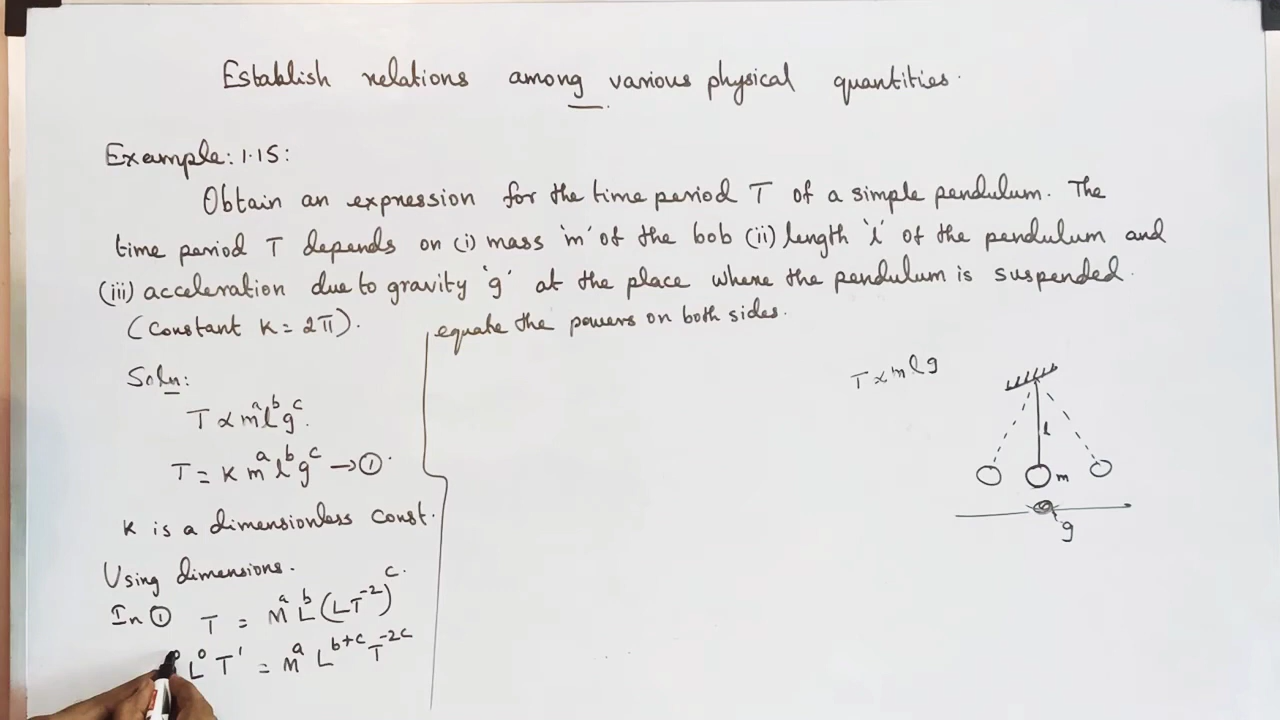 Establish relations among various physical quantities.
Example: 1.15:
Obtain an expression for the time period T of a simple pendulum. The
time period T depends on (i) mass 'm' of the bob (ii) length 'l' of the pendulum and
(iii) acceleration due to gravity 'g' at the place where the pendulum is suspended.
(Constant K = 2π).
Soln:
T ∝ m^a l^b g^c.
T = K m^a l^b g^c → ①.
K is a dimensionless const.
Using dimensions.
In ① T = M^a L^b (LT^-2)^c.
L^0 T^1 = M^a L^b+c T^-2c
equate the powers on both sides.
T ∝ m l g
l
m
g